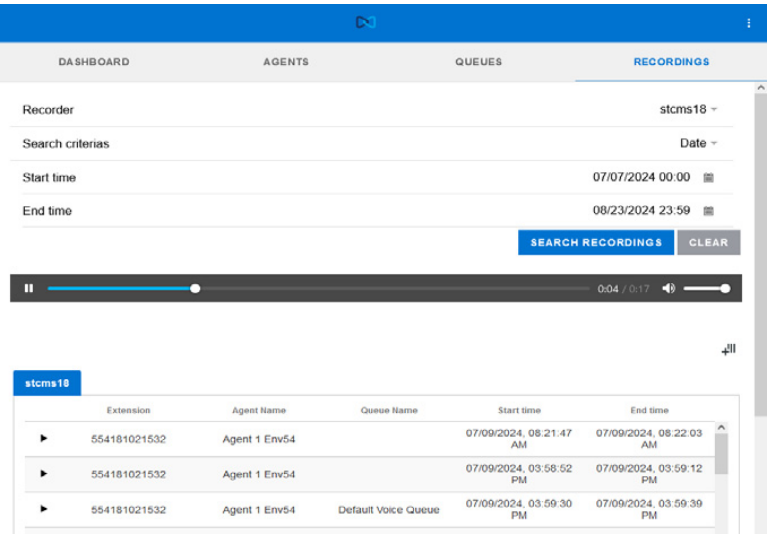 DASHBOARD AGENTS QUEUES RECORDINGS
Recorder stcms18
Search criterias Date
Start time 07/07/2024 00:00
End time 08/23/2024 23:59
SEARCH RECORDINGS CLEAR
0:04 / 0:17
stcms18
Extension Agent Name Queue Name Start time End time
554181021532 Agent 1 Env54 07/09/2024, 08:21:47 AM 07/09/2024, 08:22:03 AM
554181021532 Agent 1 Env54 07/09/2024, 03:58:52 PM 07/09/2024, 03:59:12 PM
554181021532 Agent 1 Env54 Default Voice Queue 07/09/2024, 03:59:30 PM 07/09/2024, 03:59:39 PM